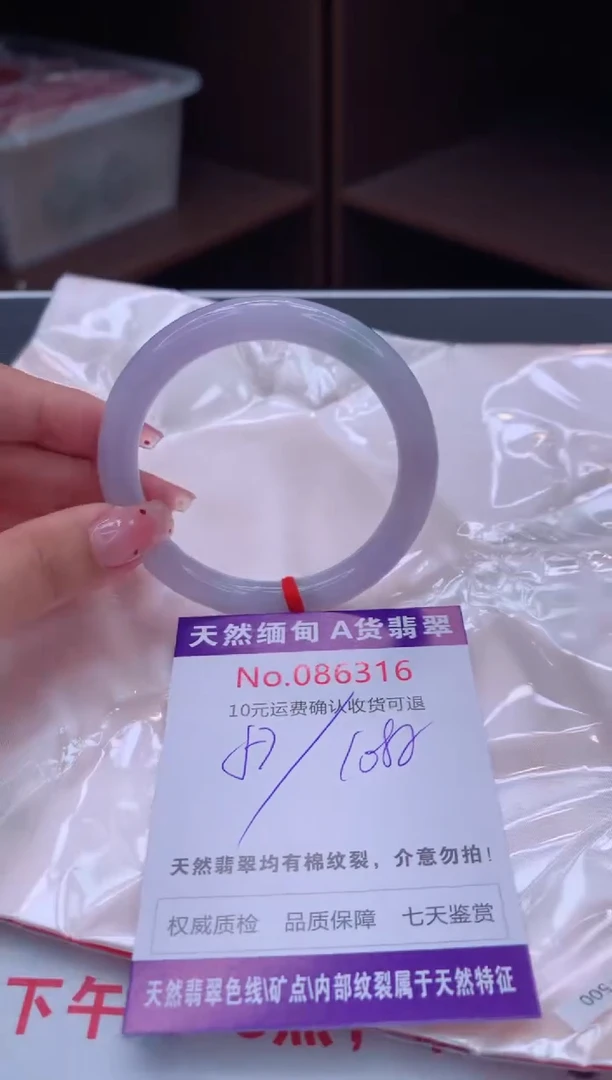 天然缅甸 A货翡翠
No.086316
10元运费确认收货可退
57/1082
天然翡翠均有棉纹裂，介意勿拍！
权威质检 品质保障 七天鉴赏
天然翡翠色线\矿点\内部纹裂属于天然特征
下午
500